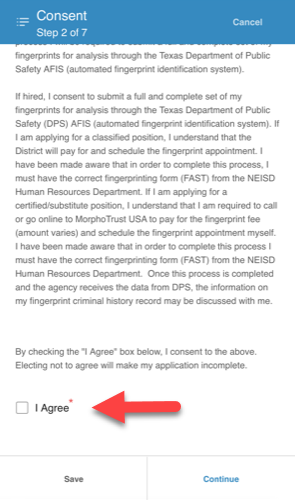 Consent
Cancel
Step 2 of 7
fingerprints for analysis through the Texas Department of Public
Safety AFIS (automated fingerprint identification system).
If hired, I consent to submit a full and complete set of my
fingerprints for analysis through the Texas Department of Public
Safety (DPS) AFIS (automated fingerprint identification system). If
I am applying for a classified position, I understand that the
District will pay for and schedule the fingerprint appointment. I
have been made aware that in order to complete this process, I
must have the correct fingerprinting form (FAST) from the NEISD
Human Resources Department. If I am applying for a
certified/substitute position, I understand that I am required to call
or go online to MorphoTrust USA to pay for the fingerprint fee
(amount varies) and schedule the fingerprint appointment myself.
I have been made aware that in order to complete this process I
must have the correct fingerprinting form (FAST) from the NEISD
Human Resources Department. Once this process is completed
and the agency receives the data from DPS, the information on
my fingerprint criminal history record may be discussed with me.
By checking the "I Agree" box below, I consent to the above.
Electing not to agree will make my application incomplete.
I Agree*
Save
Continue